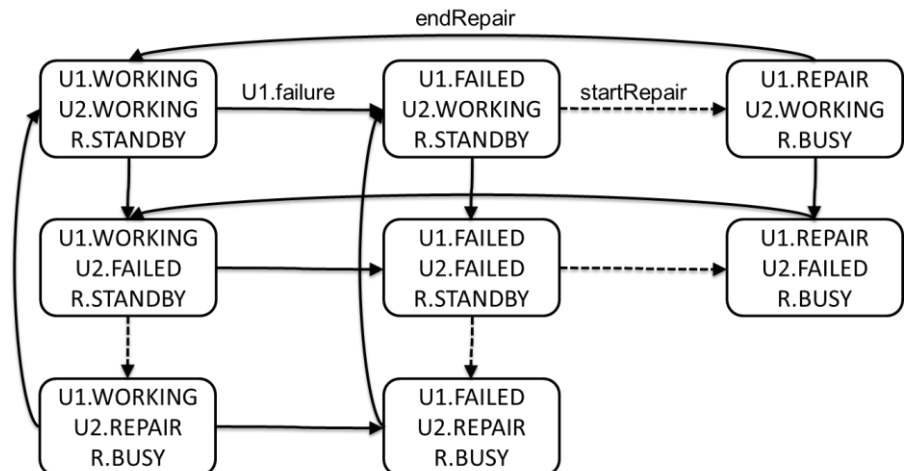 endRepair
U1.WORKING
U2.WORKING
R.STANDBY
U1.failure
U1.FAILED
U2.WORKING
R.STANDBY
startRepair
U1.REPAIR
U2.WORKING
R.BUSY
U1.WORKING
U2.FAILED
R.STANDBY
U1.FAILED
U2.FAILED
R.STANDBY
U1.REPAIR
U2.FAILED
R.BUSY
U1.WORKING
U2.REPAIR
R.BUSY
U1.FAILED
U2.REPAIR
R.BUSY